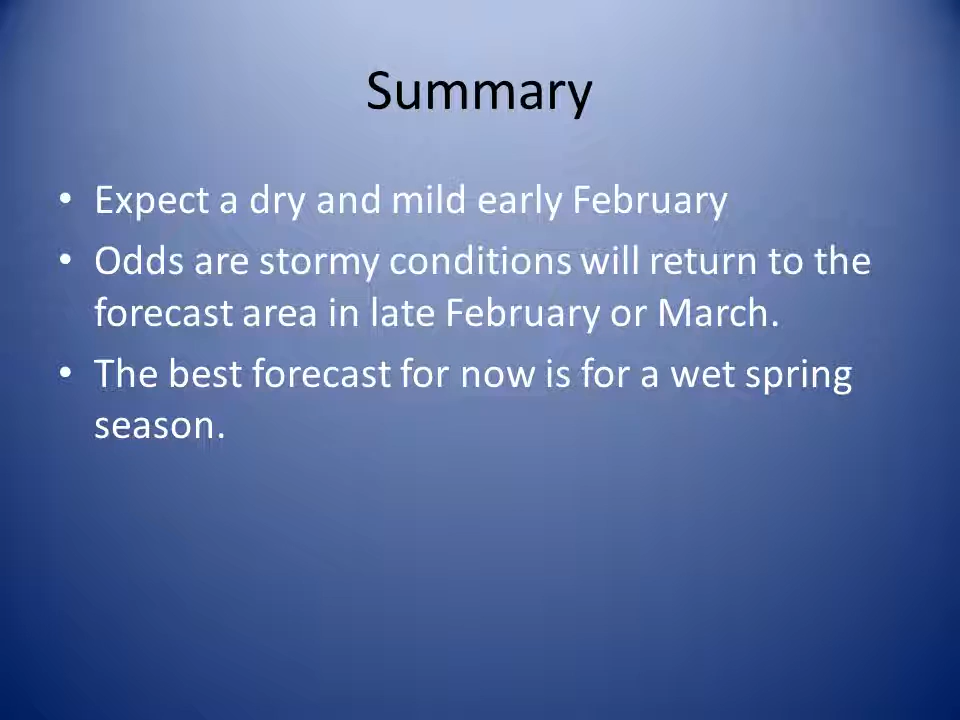 Summary
• Expect a dry and mild early February
• Odds are stormy conditions will return to the
forecast area in late February or March.
• The best forecast for now is for a wet spring
season.